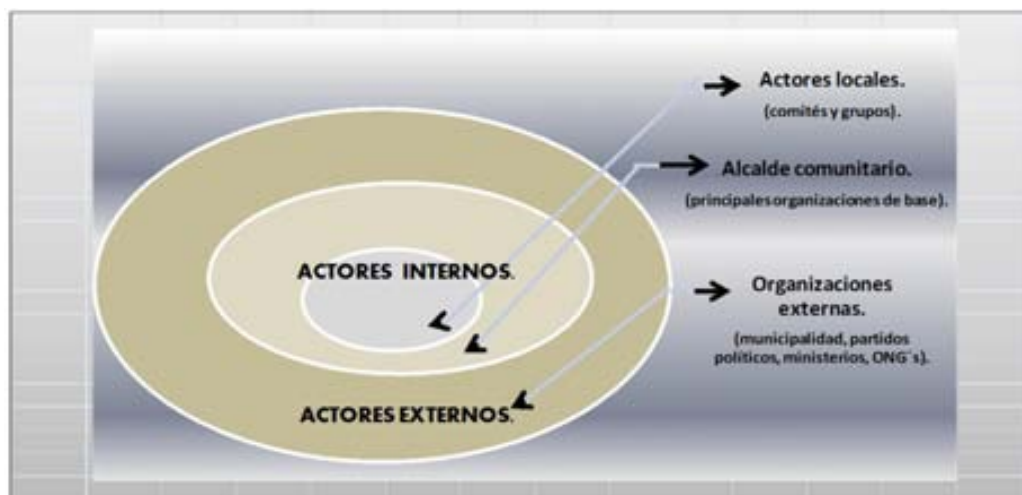 Actores locales.
(comités y grupos).
Alcalde comunitario.
(principales organizaciones de base).
ACTORES INTERNOS.
Organizaciones
externas.
(municipalidad, partidos
políticos, ministerios, ONG´s).
ACTORES EXTERNOS.